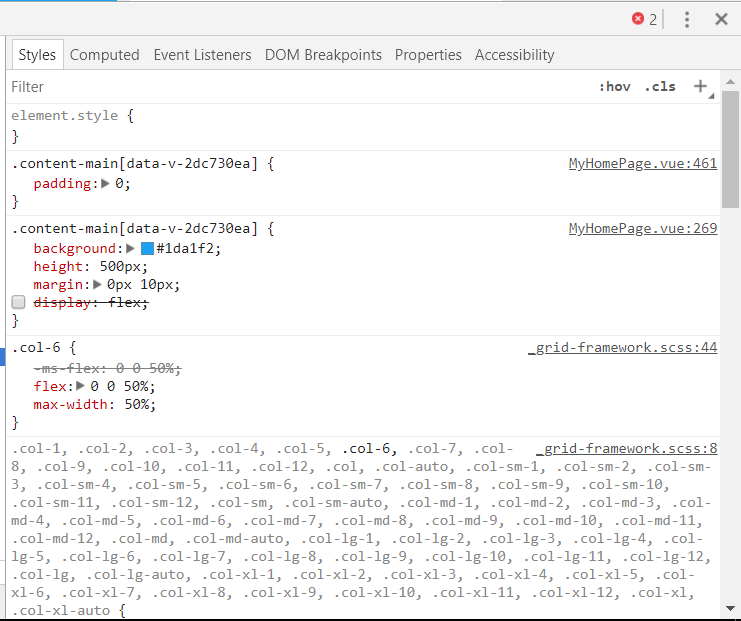 2
Styles Computed Event Listeners DOM Breakpoints Properties Accessibility
Filter :hov .cls +
element.style {
}
.content-main[data-v-2dc730ea] { MyHomePage.vue:461
padding: 0;
}
.content-main[data-v-2dc730ea] { MyHomePage.vue:269
background: #1da1f2;
height: 500px;
margin: 0px 10px;
display: flex;
}
.col-6 { _grid-framework.scss:44
-ms-flex: 0 0 50%;
flex: 0 0 50%;
max-width: 50%;
}
.col-1, .col-2, .col-3, .col-4, .col-5, .col-6, .col-7, .col- _grid-framework.scss:8
8, .col-9, .col-10, .col-11, .col-12, .col, .col-auto, .col-sm-1, .col-sm-2, .col-sm-
3, .col-sm-4, .col-sm-5, .col-sm-6, .col-sm-7, .col-sm-8, .col-sm-9, .col-sm-10,
.col-sm-11, .col-sm-12, .col-sm, .col-sm-auto, .col-md-1, .col-md-2, .col-md-3, .col-
md-4, .col-md-5, .col-md-6, .col-md-7, .col-md-8, .col-md-9, .col-md-10, .col-md-11,
.col-md-12, .col-md, .col-md-auto, .col-lg-1, .col-lg-2, .col-lg-3, .col-lg-4, .col-
lg-5, .col-lg-6, .col-lg-7, .col-lg-8, .col-lg-9, .col-lg-10, .col-lg-11, .col-lg-12,
.col-lg, .col-lg-auto, .col-xl-1, .col-xl-2, .col-xl-3, .col-xl-4, .col-xl-5, .col-
xl-6, .col-xl-7, .col-xl-8, .col-xl-9, .col-xl-10, .col-xl-11, .col-xl-12, .col-xl,
.col-xl-auto {